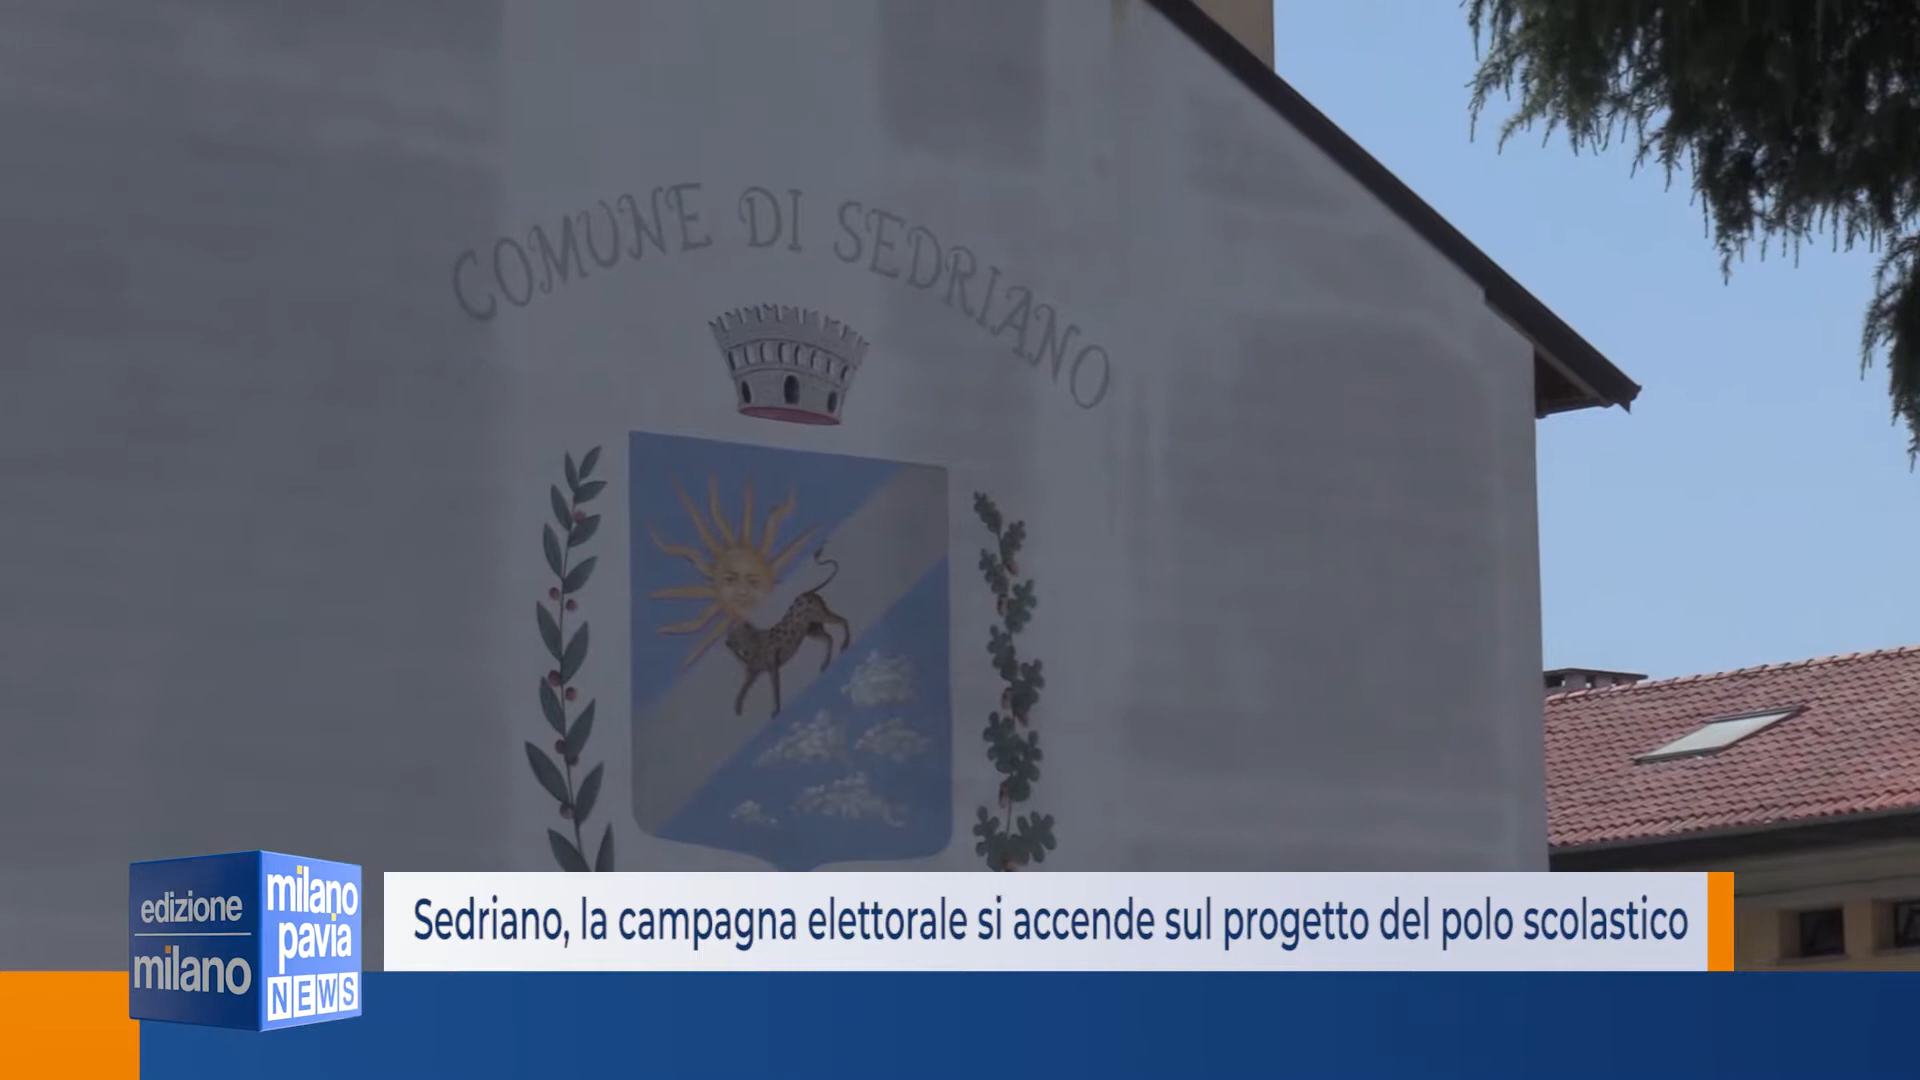 COMUNE DI SEDRIANO
edizione
milano
milano
pavia
NEWS
Sedriano, la campagna elettorale si accende sul progetto del polo scolastico